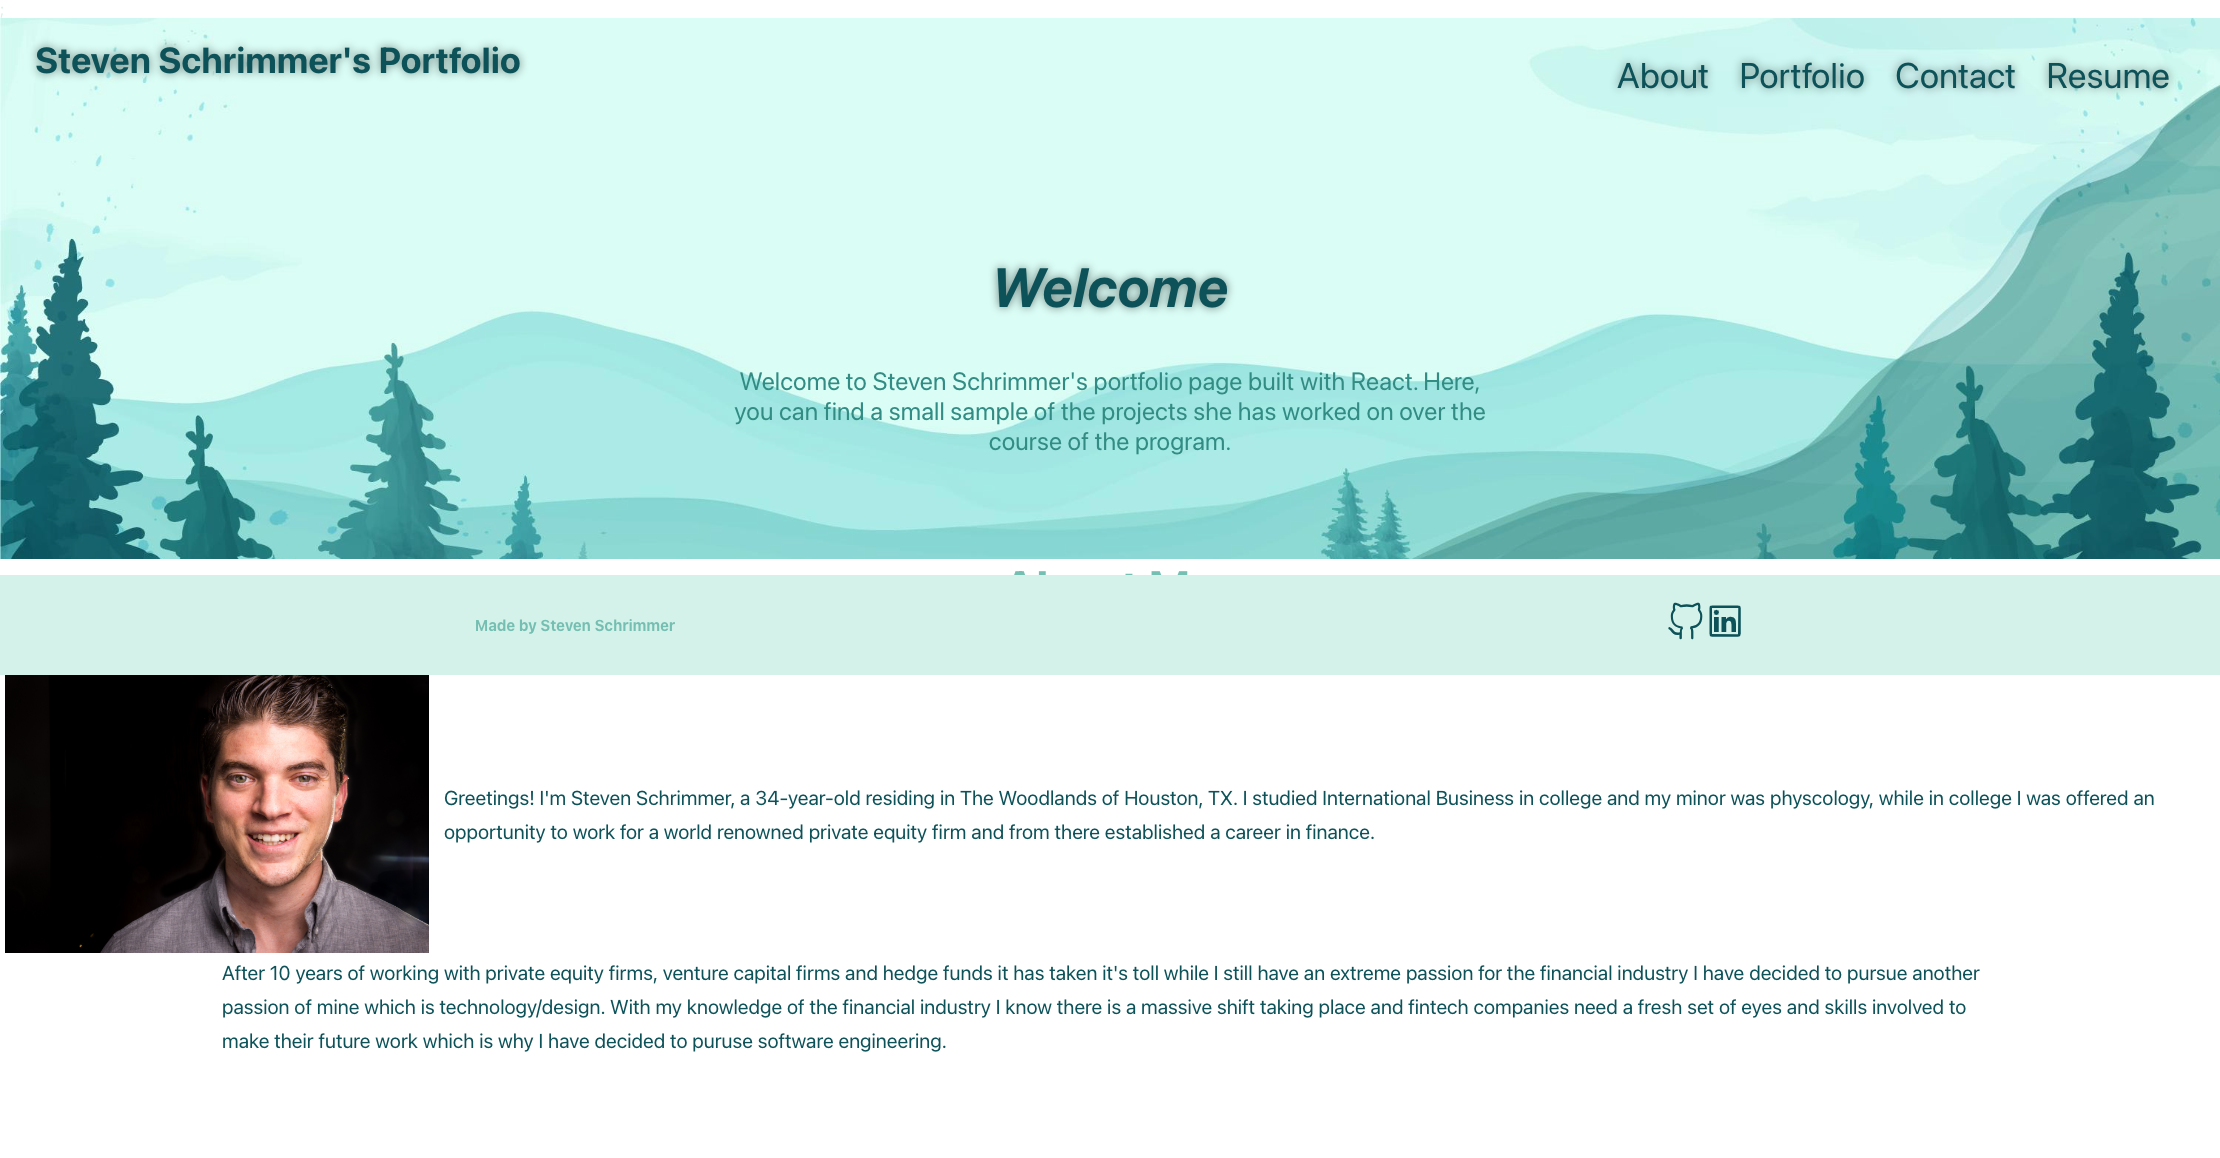 Steven Schrimmer's Portfolio
About Portfolio Contact Resume
Welcome
Welcome to Steven Schrimmer's portfolio page built with React. Here,
you can find a small sample of the projects she has worked on over the
course of the program.
Made by Steven Schrimmer
in
Greetings! I'm Steven Schrimmer, a 34-year-old residing in The Woodlands of Houston, TX. I studied International Business in college and my minor was physcology, while in college I was offered an
opportunity to work for a world renowned private equity firm and from there established a career in finance.
After 10 years of working with private equity firms, venture capital firms and hedge funds it has taken it's toll while I still have an extreme passion for the financial industry I have decided to pursue another
passion of mine which is technology/design. With my knowledge of the financial industry I know there is a massive shift taking place and fintech companies need a fresh set of eyes and skills involved to
make their future work which is why I have decided to puruse software engineering.